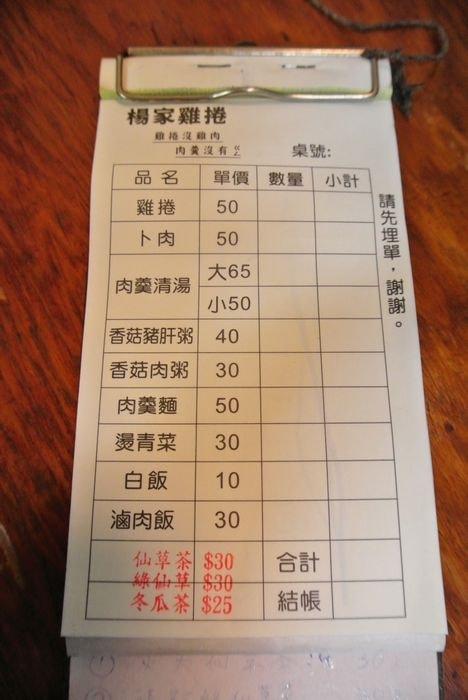 楊家雞捲
雞捲沒雞肉
肉羹沒有ㄍㄥ
桌號:
品名 單價 數量 小計
雞捲 50
卜肉 50
肉羹清湯 大65
小50
香菇豬肝粥 40
香菇肉粥 30
肉羹麵 50
燙青菜 30
白飯 10
滷肉飯 30
仙草茶 $30 合計
綠仙草 $30
冬瓜茶 $25 結帳
請先埋單，謝謝。